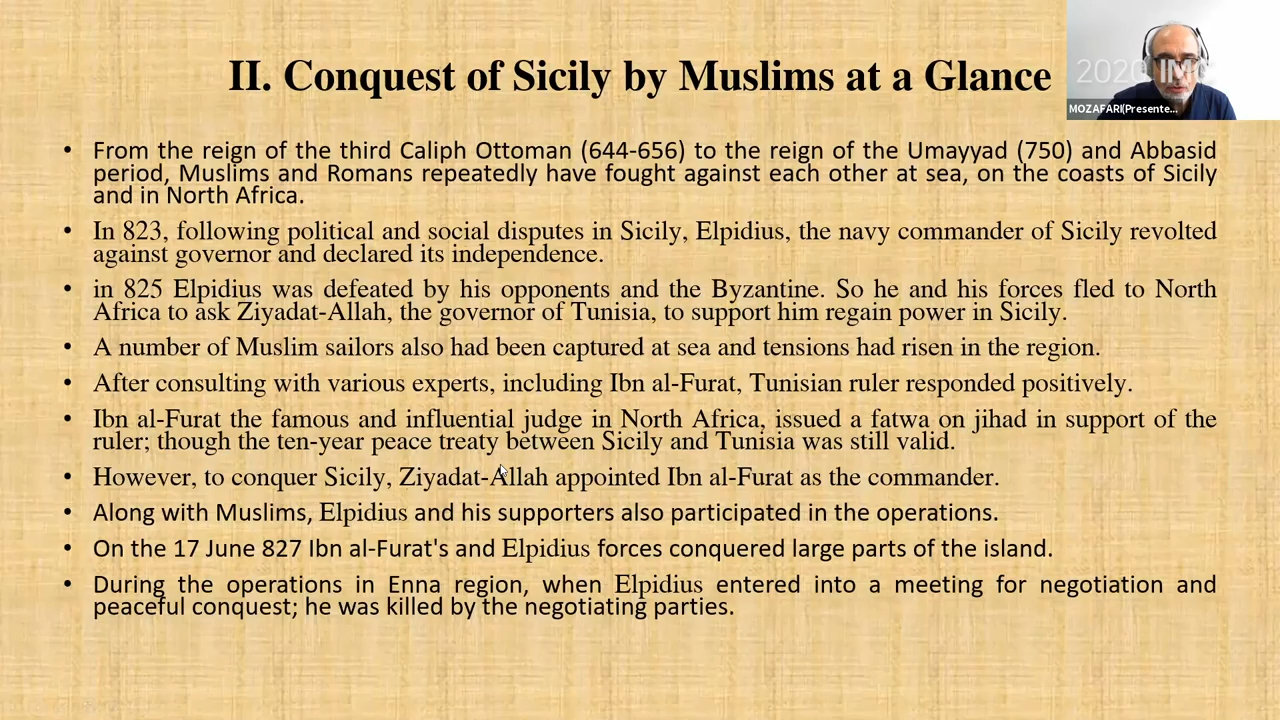 II. Conquest of Sicily by Muslims at a Glance
2020 IM
MOZAFARI(Presente...
• From the reign of the third Caliph Ottoman (644-656) to the reign of the Umayyad (750) and Abbasid
period, Muslims and Romans repeatedly have fought against each other at sea, on the coasts of Sicily
and in North Africa.
• In 823, following political and social disputes in Sicily, Elpidius, the navy commander of Sicily revolted
against governor and declared its independence.
• in 825 Elpidius was defeated by his opponents and the Byzantine. So he and his forces fled to North
Africa to ask Ziyadat-Allah, the governor of Tunisia, to support him regain power in Sicily.
• A number of Muslim sailors also had been captured at sea and tensions had risen in the region.
• After consulting with various experts, including Ibn al-Furat, Tunisian ruler responded positively.
• Ibn al-Furat the famous and influential judge in North Africa, issued a fatwa on jihad in support of the
ruler; though the ten-year peace treaty between Sicily and Tunisia was still valid.
• However, to conquer Sicily, Ziyadat-Allah appointed Ibn al-Furat as the commander.
• Along with Muslims, Elpidius and his supporters also participated in the operations.
• On the 17 June 827 Ibn al-Furat's and Elpidius forces conquered large parts of the island.
• During the operations in Enna region, when Elpidius entered into a meeting for negotiation and
peaceful conquest; he was killed by the negotiating parties.